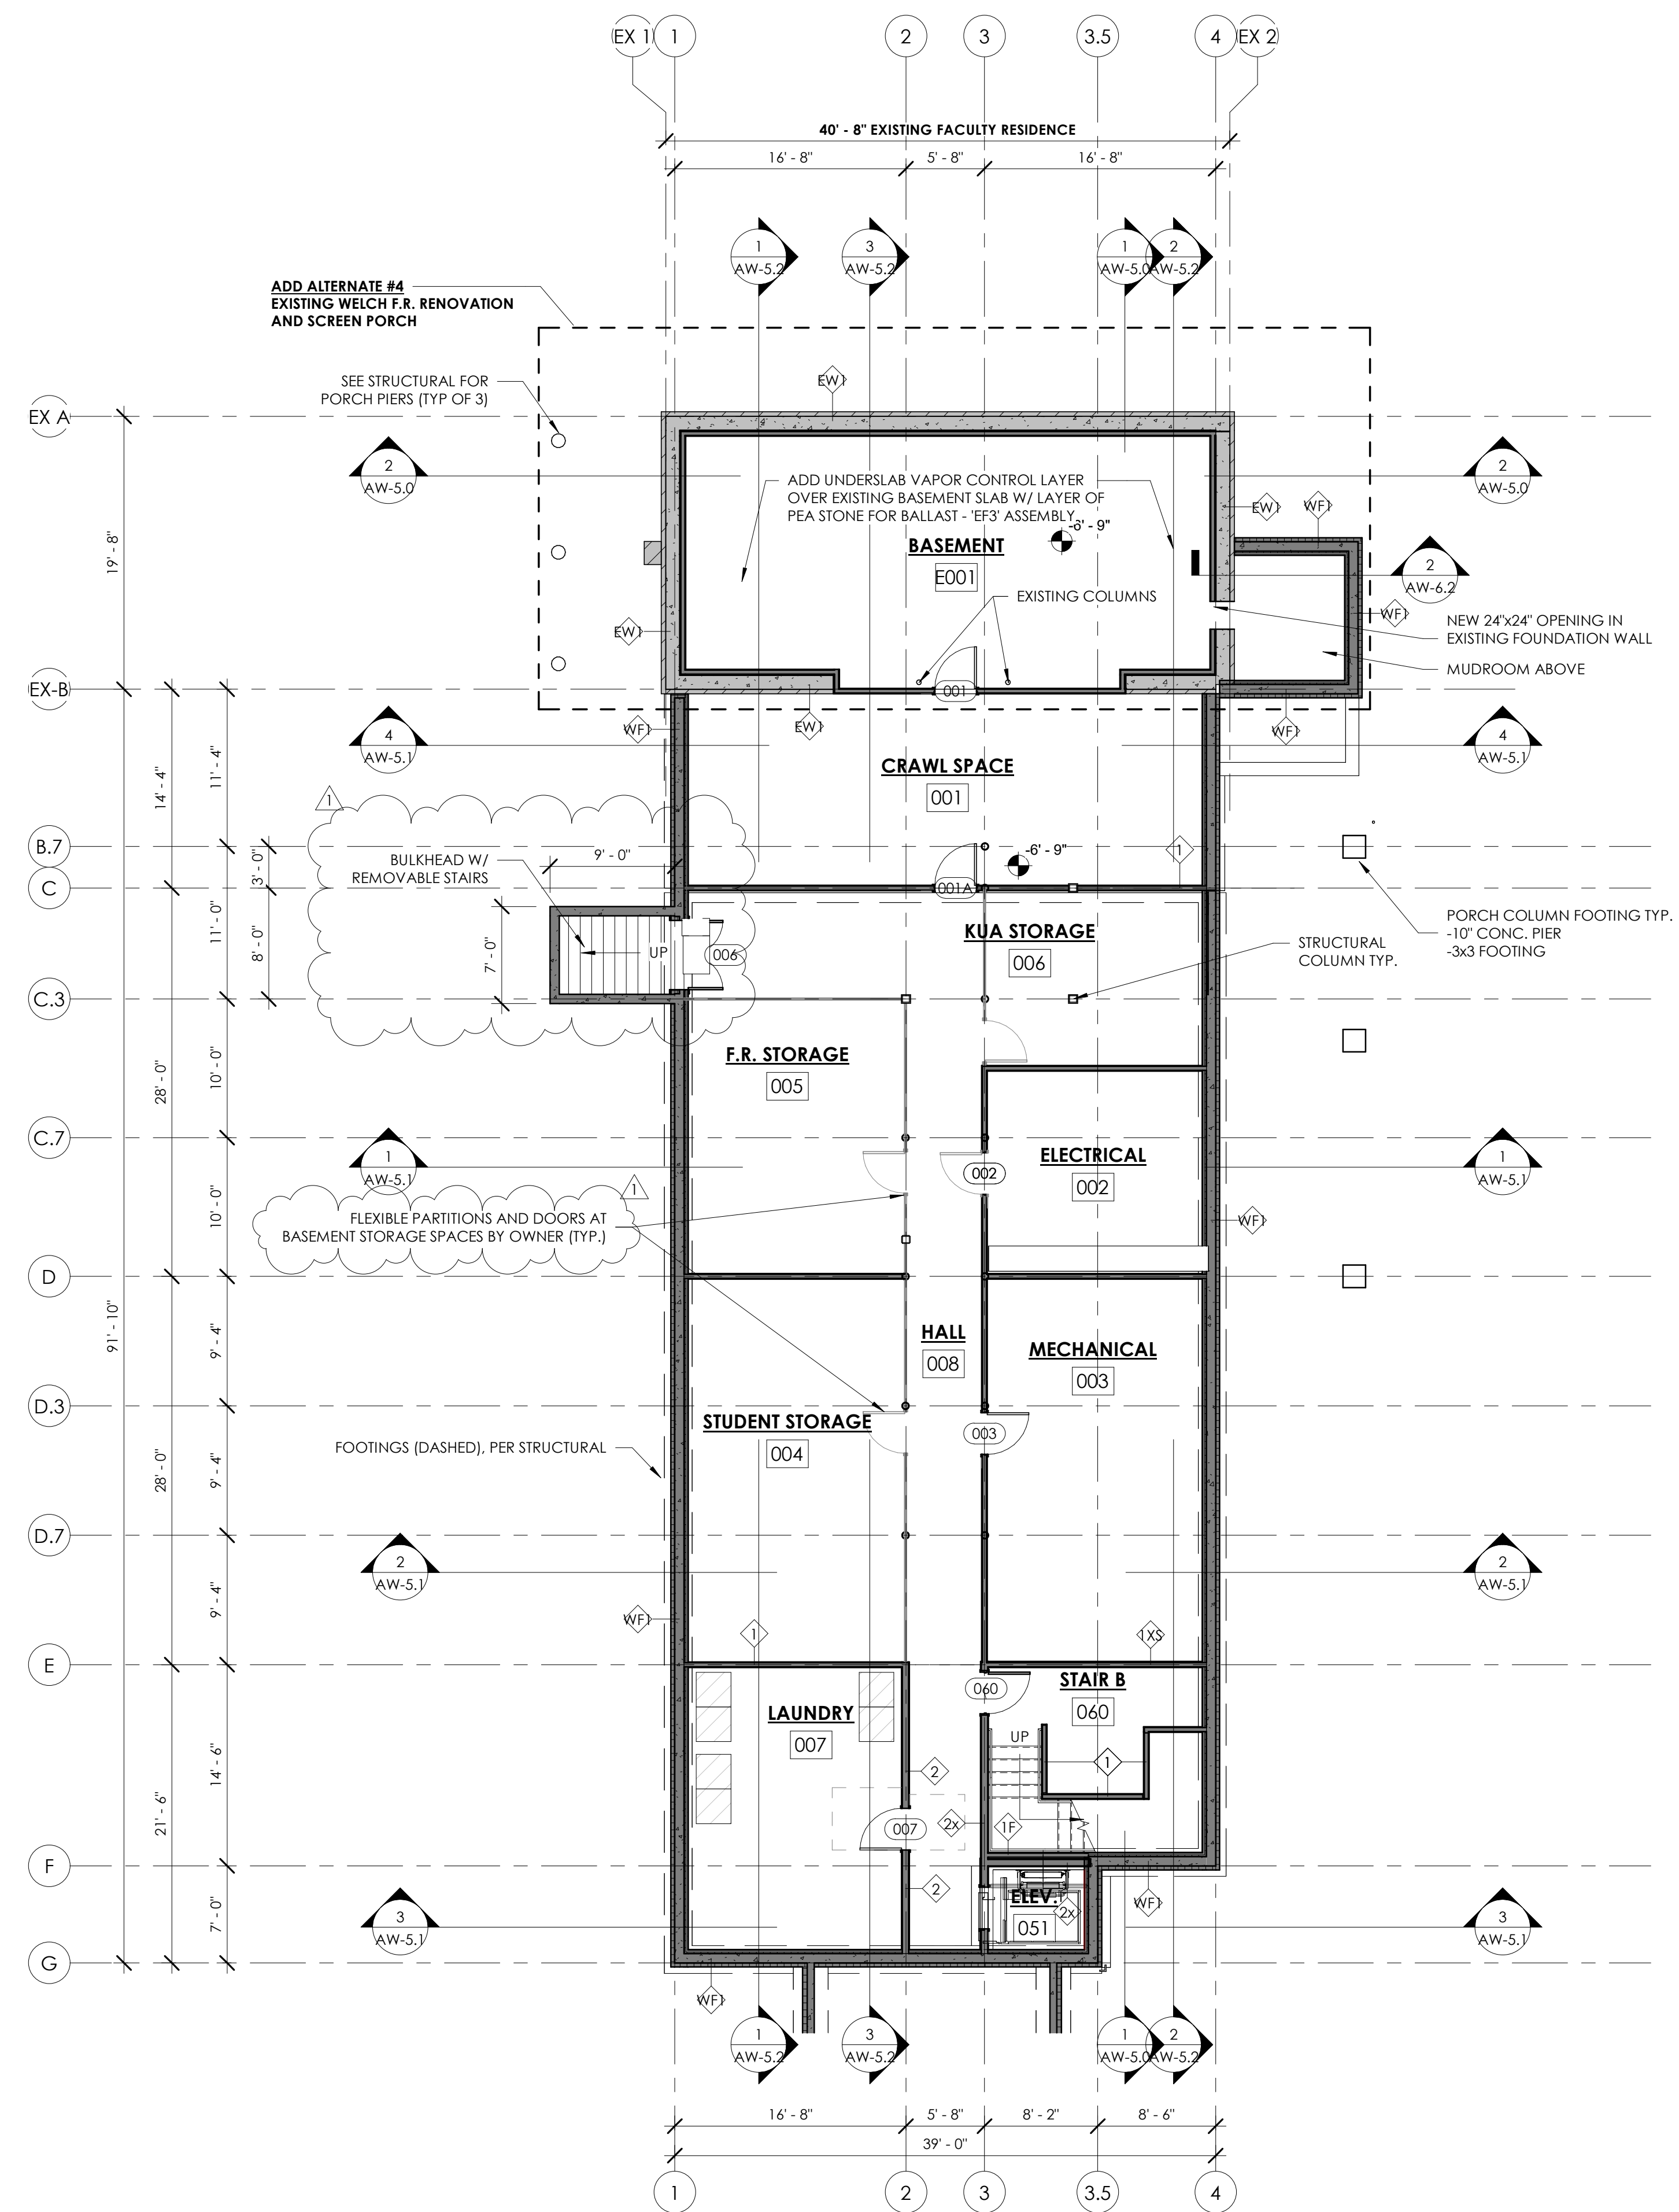 EX 1
1
2
3
3.5
4
EX 2
40' - 8" EXISTING FACULTY RESIDENCE
16' - 8"
5' - 8"
16' - 8"
1
AW-5.2
3
AW-5.2
1
AW-5.0
2
AW-5.2
ADD ALTERNATE #4
EXISTING WELCH F.R. RENOVATION
AND SCREEN PORCH
SEE STRUCTURAL FOR
PORCH PIERS (TYP OF 3)
EW1
EX A
2
AW-5.0
2
AW-5.0
ADD UNDERSLAB VAPOR CONTROL LAYER
OVER EXISTING BASEMENT SLAB W/ LAYER OF
PEA STONE FOR BALLAST - 'EF3' ASSEMBLY
-6' - 9"
EW1
WF1
BASEMENT
E001
19' - 8"
2
AW-6.2
EXISTING COLUMNS
WF1
EW1
NEW 24"x24" OPENING IN
EXISTING FOUNDATION WALL
MUDROOM ABOVE
EX-B
001
WF1
EW1
WF1
4
AW-5.1
4
AW-5.1
11' - 4"
14' - 4"
CRAWL SPACE
001
1
B.7
BULKHEAD W/
REMOVABLE STAIRS
9' - 0"
-6' - 9"
1
3' - 0"
C
001A
11' - 0"
8' - 0"
7' - 0"
UP
006
KUA STORAGE
006
STRUCTURAL
COLUMN TYP.
PORCH COLUMN FOOTING TYP.
-10" CONC. PIER
-3x3 FOOTING
C.3
F.R. STORAGE
005
10' - 0"
28' - 0"
C.7
1
AW-5.1
1
AW-5.1
002
ELECTRICAL
002
10' - 0"
1
FLEXIBLE PARTITIONS AND DOORS AT
BASEMENT STORAGE SPACES BY OWNER (TYP.)
WF1
D
91' - 10"
9' - 4"
HALL
008
MECHANICAL
003
D.3
STUDENT STORAGE
004
003
FOOTINGS (DASHED), PER STRUCTURAL
28' - 0"
9' - 4"
D.7
2
AW-5.1
2
AW-5.1
9' - 4"
WF1
1
1XS
E
060
STAIR B
060
LAUNDRY
007
UP
14' - 6"
21' - 6"
2
1
007
2x
1F
F
2
ELEV.
051
2x
WF1
7' - 0"
3
AW-5.1
3
AW-5.1
G
WF1
1
AW-5.2
3
AW-5.2
1
AW-5.0
2
AW-5.2
16' - 8"
5' - 8"
8' - 2"
8' - 6"
39' - 0"
1
2
3
3.5
4